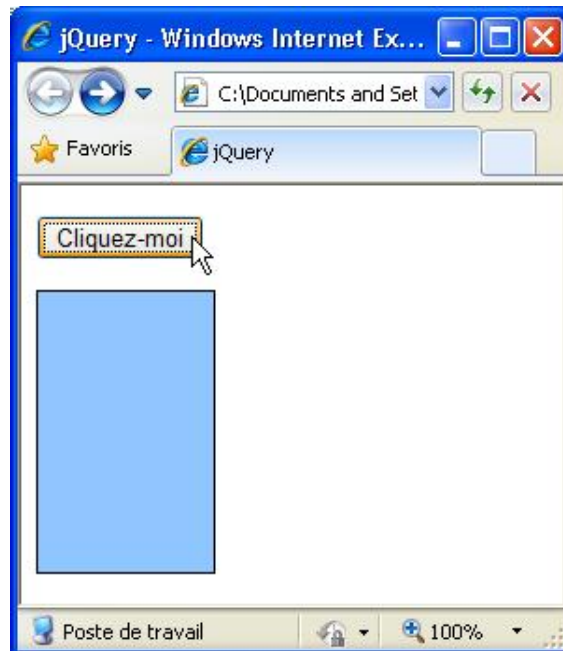 jQuery - Windows Internet Ex...
C:\Documents and Set
Favoris
jQuery
Cliquez-moi
Poste de travail
100%